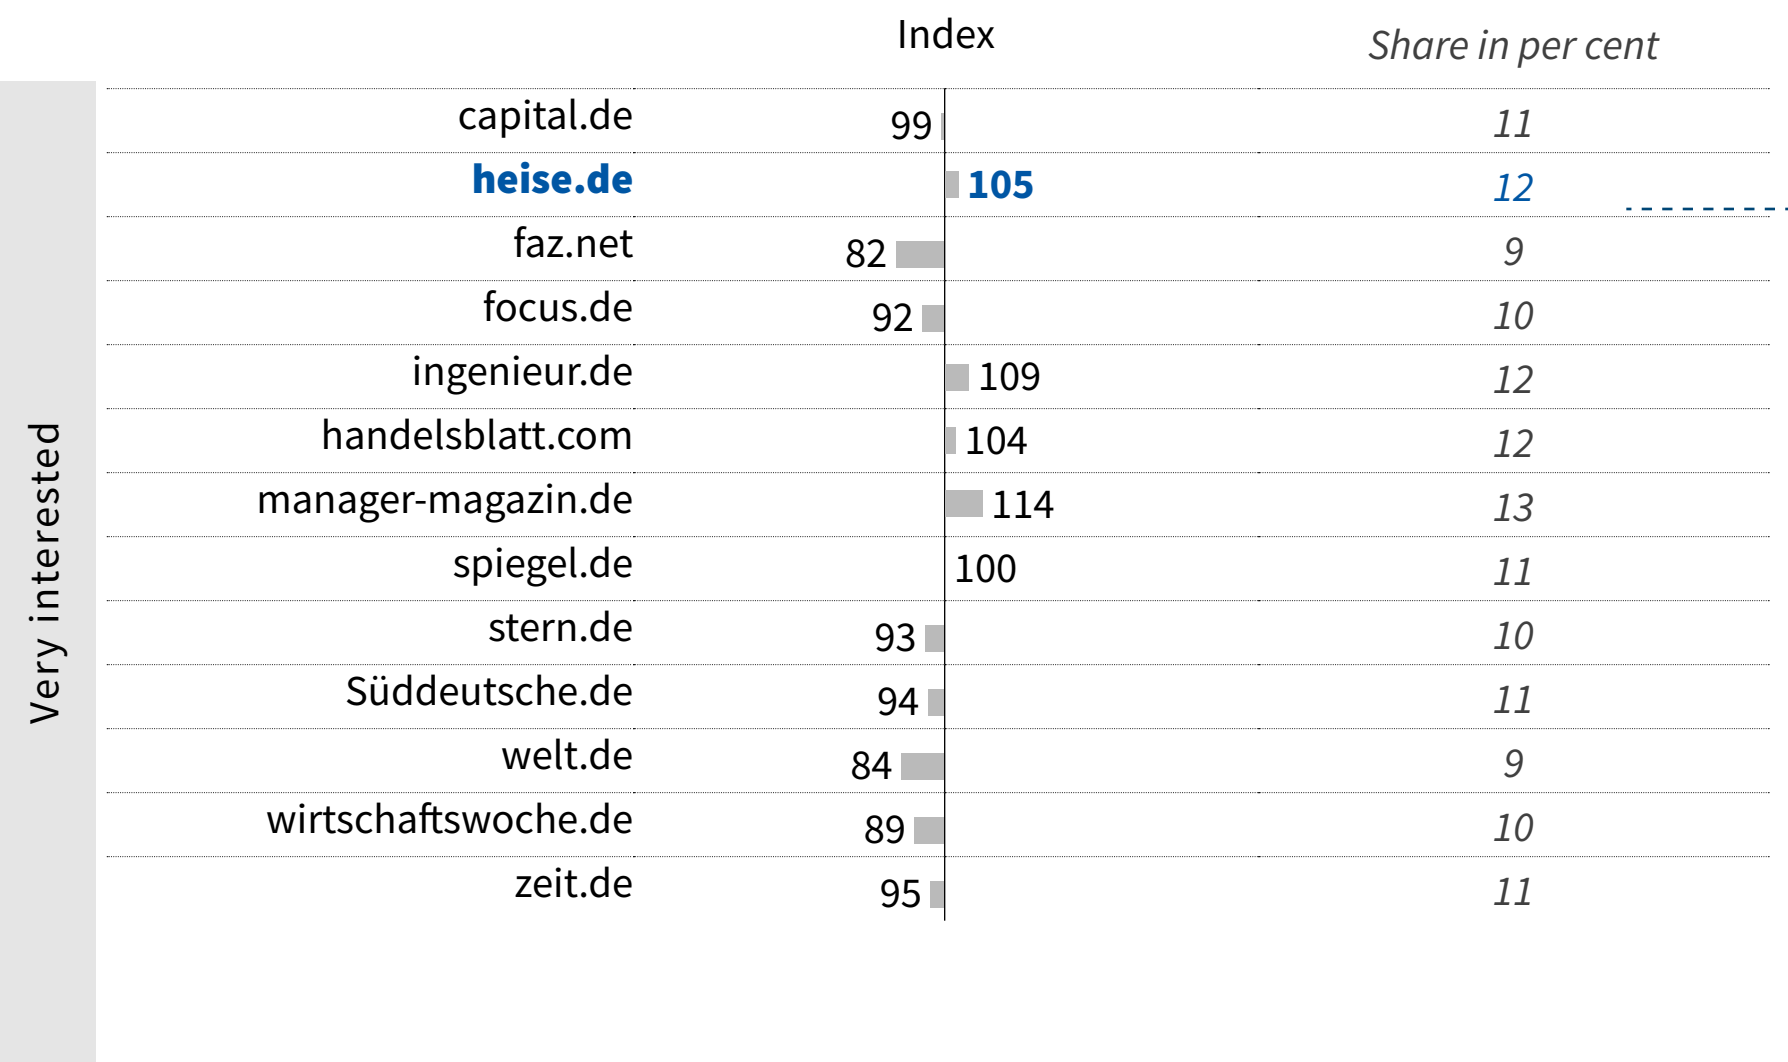 Index Share in per cent
Very interested
capital.de 99 11
heise.de 105 12
faz.net 82 9
focus.de 92 10
ingenieur.de 109 12
handelsblatt.com 104 12
manager-magazin.de 114 13
spiegel.de 100 11
stern.de 93 10
Süddeutsche.de 94 11
welt.de 84 9
wirtschaftswoche.de 89 10
zeit.de 95 11